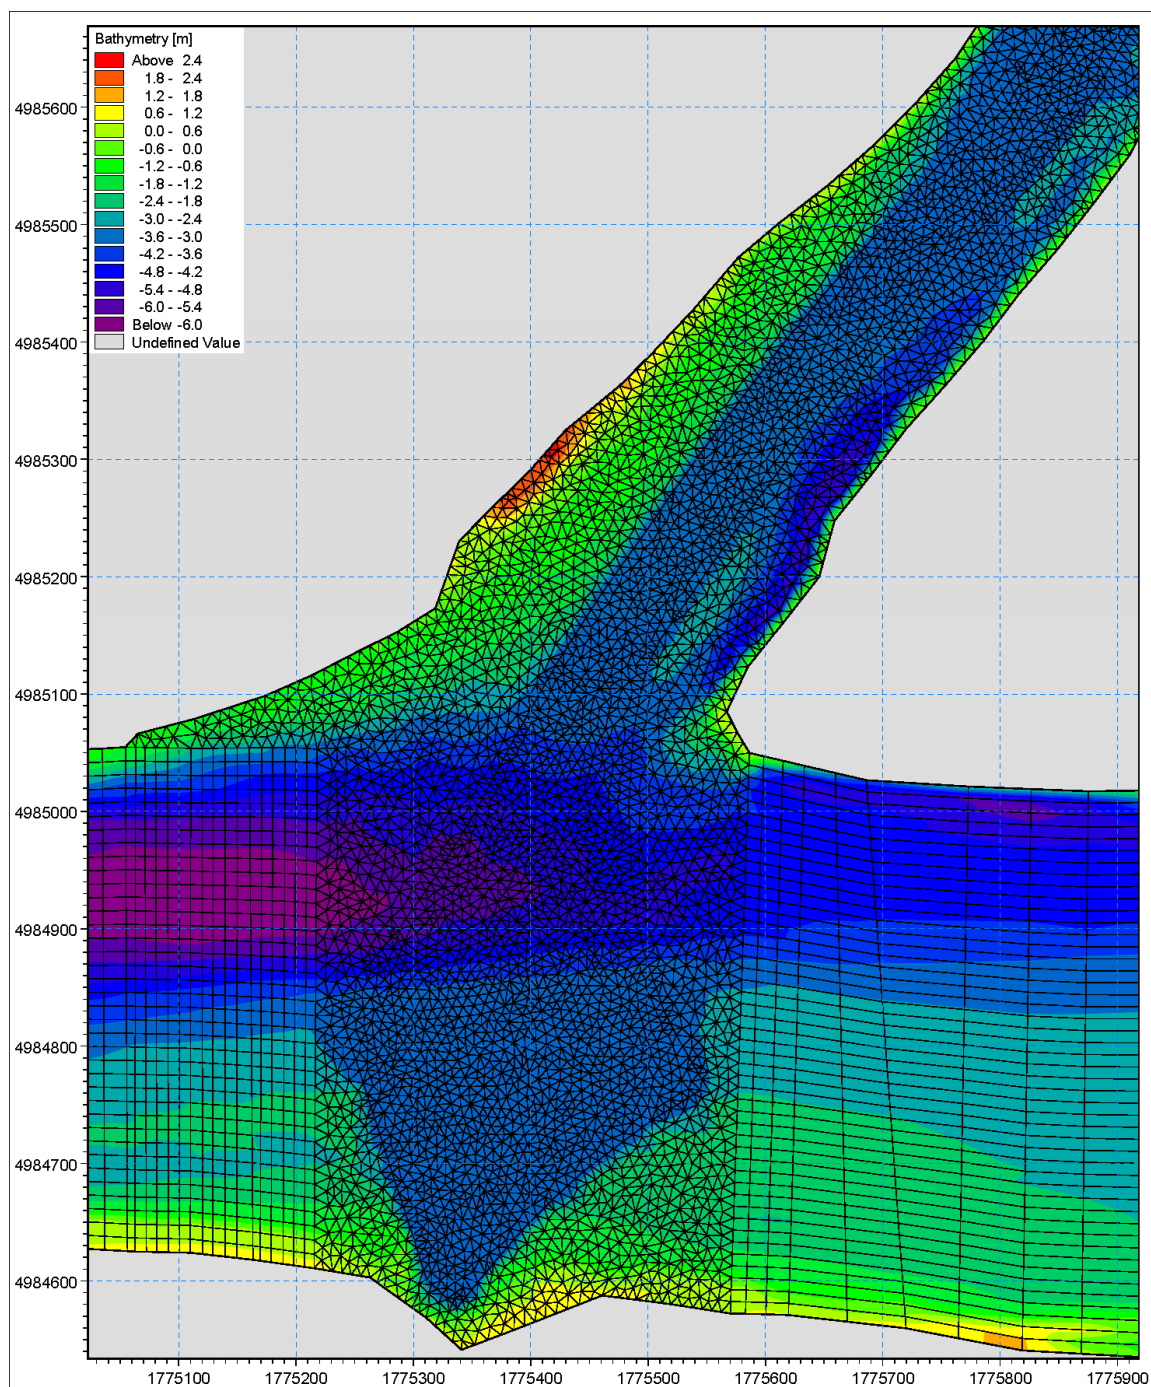 Bathymetry [m]
Above 2.4
1.8 - 2.4
1.2 - 1.8
0.6 - 1.2
0.0 - 0.6
-0.6 - 0.0
-1.2 - -0.6
-1.8 - -1.2
-2.4 - -1.8
-3.0 - -2.4
-3.6 - -3.0
-4.2 - -3.6
-4.8 - -4.2
-5.4 - -4.8
-6.0 - -5.4
Below -6.0
Undefined Value
4985600
4985500
4985400
4985300
4985200
4985100
4985000
4984900
4984800
4984700
4984600
1775100 1775200 1775300 1775400 1775500 1775600 1775700 1775800 1775900